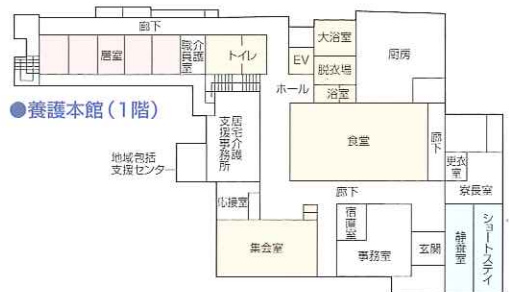 廊下
居室
介護
職員室
トイレ
EV
大浴室
脱衣場
浴室
厨房
ホール
●養護本館(1階)
居宅介護
支援事務所
食堂
廊下
更衣室
地域包括
支援センター
寮長室
応接室
廊下
宿直室
集会室
事務室
玄関
静養室
ショートステイ